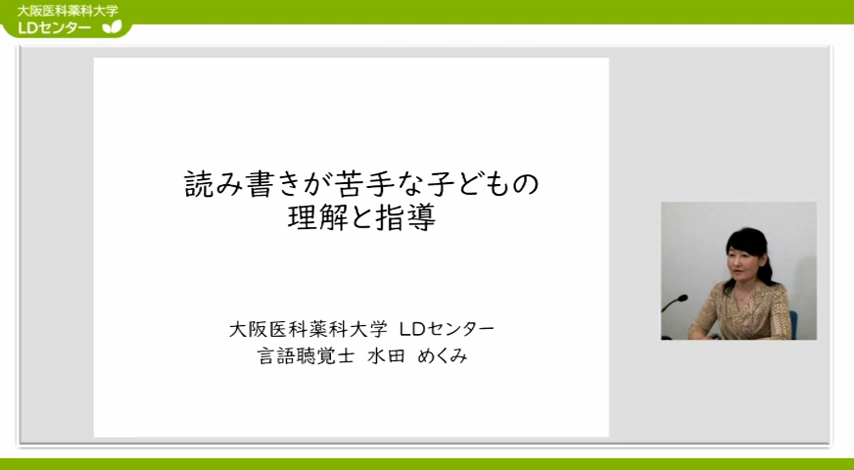 大阪医科薬科大学
LDセンター
読み書きが苦手な子どもの
理解と指導
大阪医科薬科大学 LDセンター
言語聴覚士 水田 めぐみ